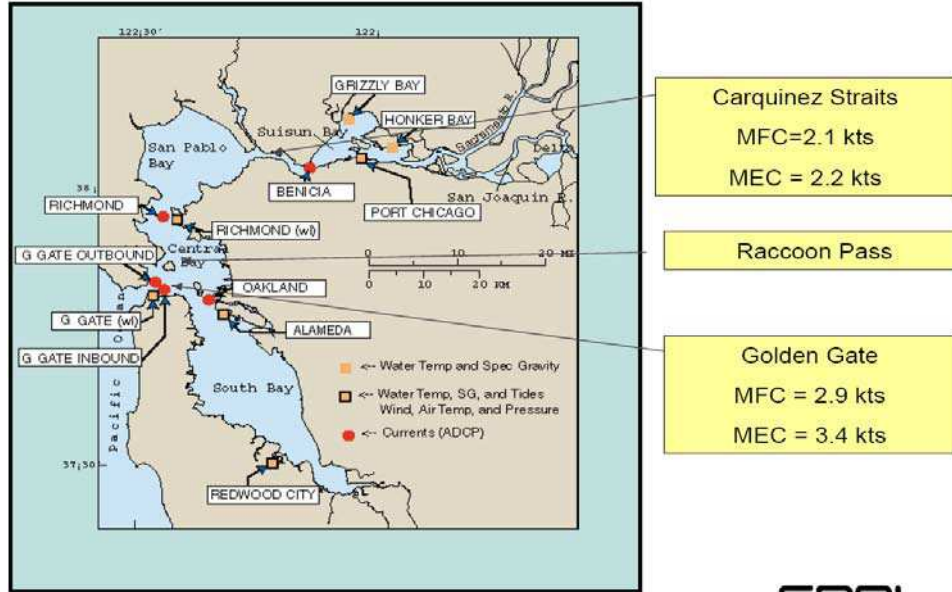 122;30'
122;
GRIZZLY BAY
HONKER BAY
Suisun Bay
Sacramento R.
Delta
San Pablo
Bay
BENICIA
PORT CHICAGO
San Joaquin R.
38;
RICHMOND
RICHMOND (wl)
G GATE OUTBOUND
Central
Bay
0 10 20 MI
0 10 20 KM
OAKLAND
G GATE (wl)
ALAMEDA
G GATE INBOUND
Pacific Ocean
South Bay
<-- Water Temp and Spec Gravity
<-- Water Temp, SG, and Tides
Wind, Air Temp, and Pressure
<-- Currents (ADCP)
37;30
REDWOOD CITY
Carquinez Straits
MFC=2.1 kts
MEC = 2.2 kts
Raccoon Pass
Golden Gate
MFC = 2.9 kts
MEC = 3.4 kts